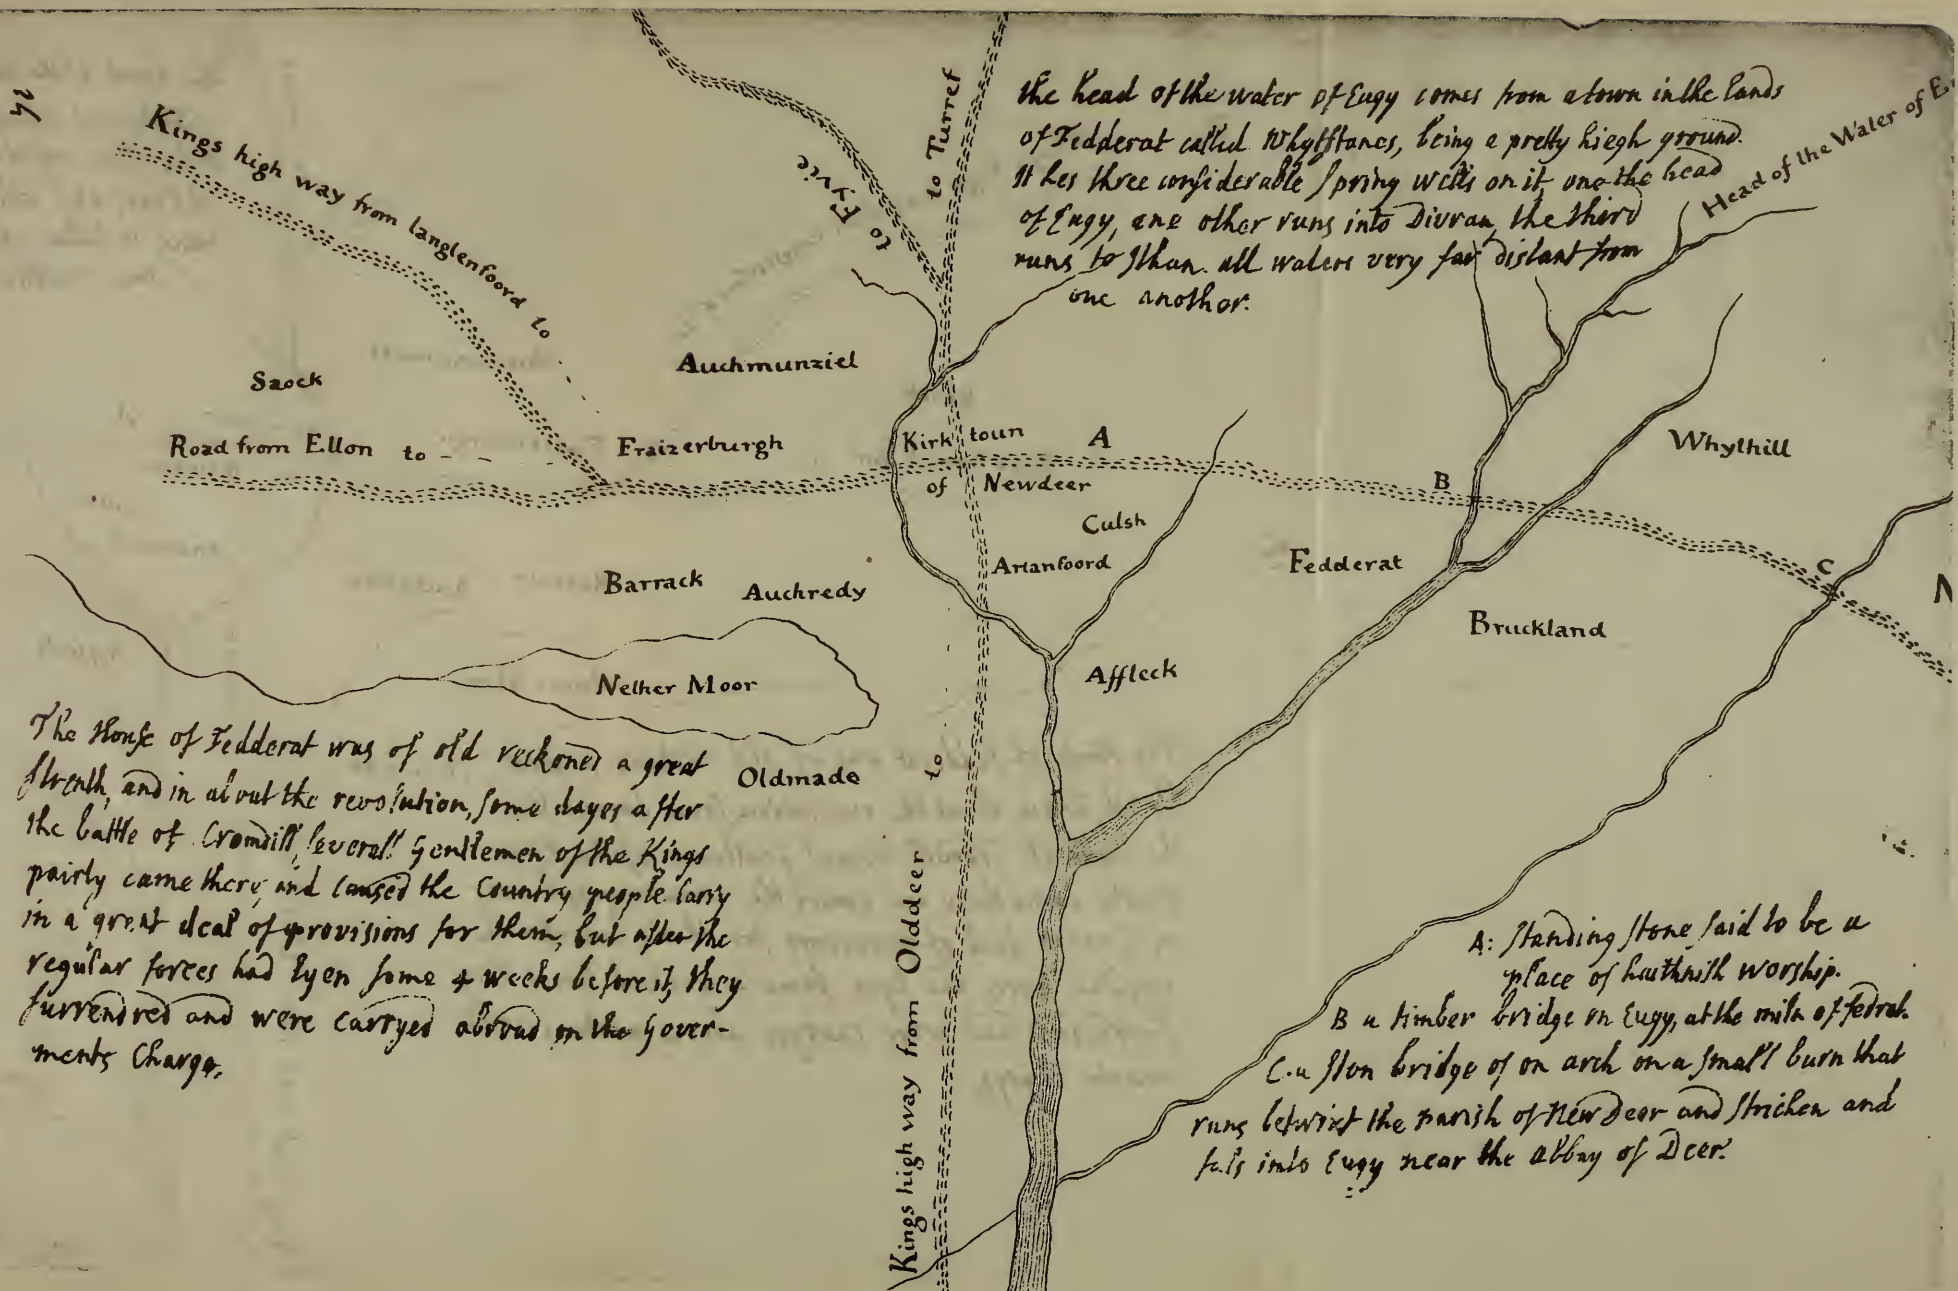 74
Kings high way from langlenfoord to
to Fyvie
to Turref
the head of the water of Eugy comes from a town in the lands
of Fedderat called Whytstanes, being a pretty hiegh ground.
It hes three considerable spring wells on it, one the head
of Eugy, ane other runs into Divran, the third
runs to Ithan. all waters very far distant from
one another.
Head of the Water of E
Saock
Auchmunziel
Road from Ellon to
Fraizerburgh
Kirktoun
of Newdeer
A
B
C
Whylhill
Culsh
Artanfoord
Fedderat
Barrack
Auchredy
Bruckland
N
Nether Moor
Affleck
Oldmade
The House of Fedderat was of old reckoned a great
strenth, and in about the revolution, some dayes after
the battle of Cromdill, severall Gentlemen of the Kings
pairty came there, and caused the Country people carry
in a great deal of provisions for them, but after the
regular forces had lyen some 4 weeks before it, they
surrendred and were carryed abroad on the Gover-
ments Charge.
Kings high way from Olddeer to
A: standing stone said to be a
place of heathnish worship.
B a timber bridge on Eugy, at the miln of fedrat.
C. a ston bridge of on arch on a small burn that
runs betwixt the parish of New Deer and Strichen and
fals into Eugy near the abbay of Deer.